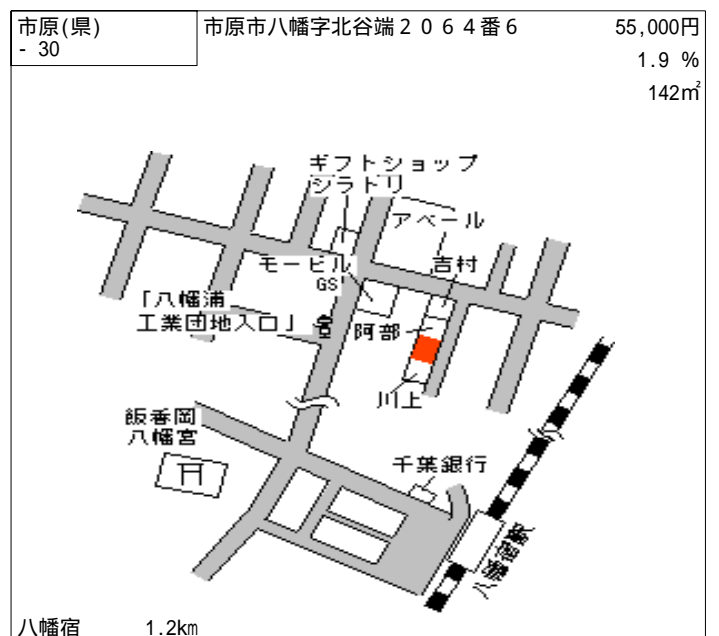 市原(県)
- 30
市原市八幡字北谷端２０６４番６
55,000円
1.9 %
142㎡
ギフトショップ
シラトリ
アベール
モービル
GS
吉村
「八幡浦
工業団地入口」
阿部
川上
飯香岡
八幡宮
千葉銀行
八幡宿駅
八幡宿 1.2km